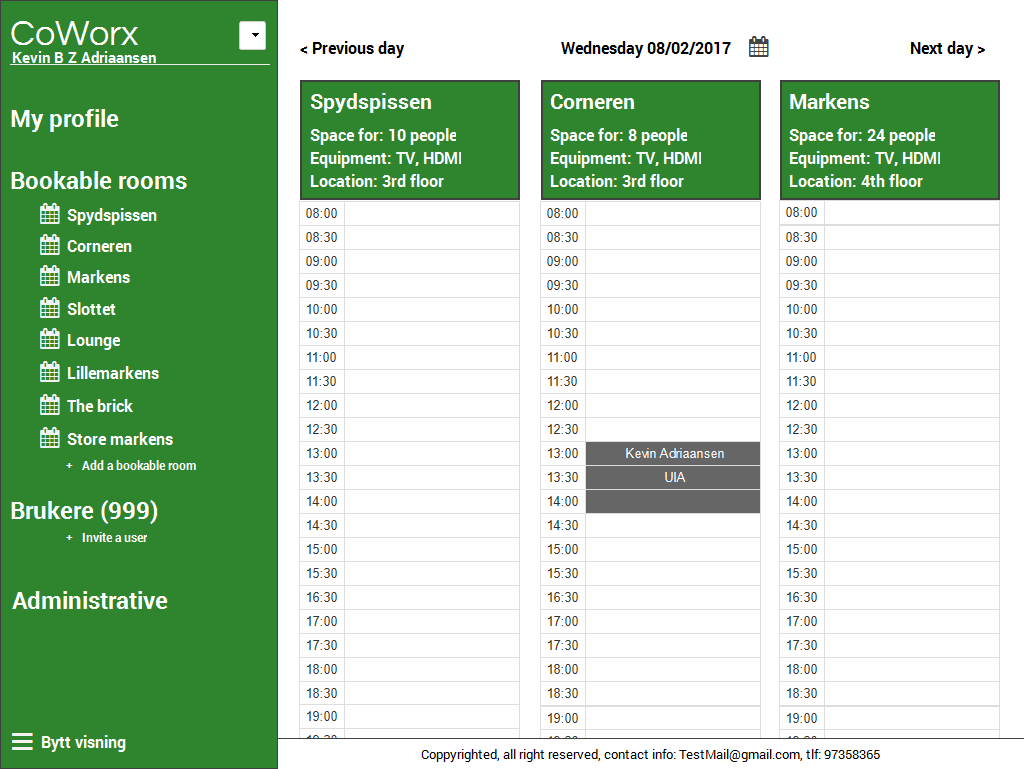 CoWorx
Kevin B Z Adriaansen
My profile
Bookable rooms
Spydspissen
Corneren
Markens
Slottet
Lounge
Lillemarkens
The brick
Store markens
+ Add a bookable room
Brukere (999)
+ Invite a user
Administrative
Bytt visning
< Previous day
Wednesday 08/02/2017
Next day >
Spydspissen
Space for: 10 people
Equipment: TV, HDMI
Location: 3rd floor
08:00
08:30
09:00
09:30
10:00
10:30
11:00
11:30
12:00
12:30
13:00
13:30
14:00
14:30
15:00
15:30
16:30
17:00
17:30
18:00
18:30
19:00
19:30
Corneren
Space for: 8 people
Equipment: TV, HDMI
Location: 3rd floor
08:00
08:30
09:00
09:30
10:00
10:30
11:00
11:30
12:00
12:30
13:00 Kevin Adriaansen
13:30 UIA
14:00
14:30
15:00
15:30
16:30
17:00
17:30
18:00
18:30
19:00
Markens
Space for: 24 people
Equipment: TV, HDMI
Location: 4th floor
08:00
08:30
09:00
09:30
10:00
10:30
11:00
11:30
12:00
12:30
13:00
13:30
14:00
14:30
15:00
15:30
16:30
17:00
17:30
18:00
18:30
19:00
Coppyrighted, all right reserved, contact info: TestMail@gmail.com, tlf: 97358365